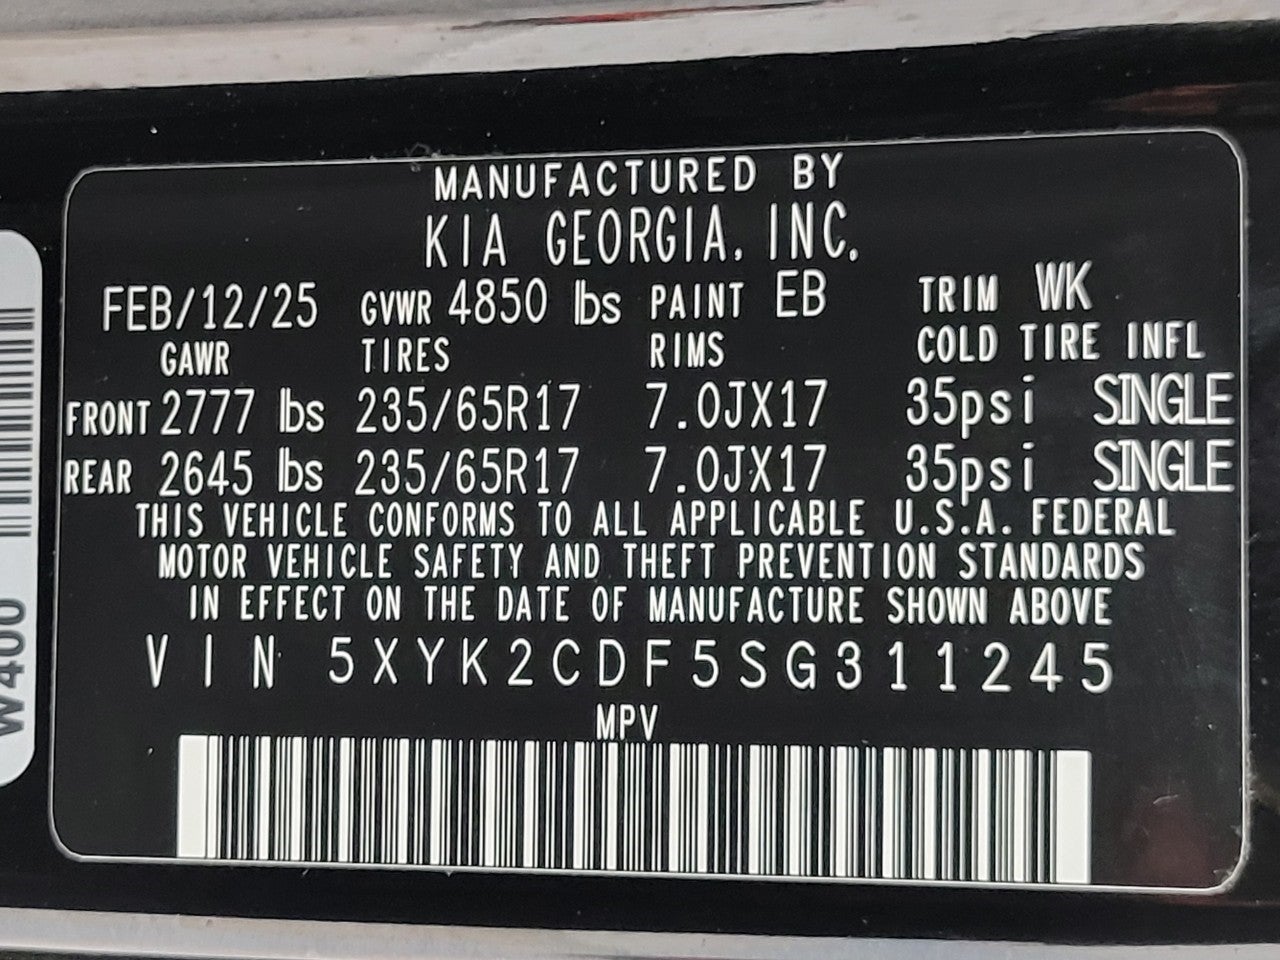 MANUFACTURED BY
KIA GEORGIA, INC.
FEB/12/25 GVWR 4850 lbs PAINT EB TRIM WK
GAWR TIRES RIMS COLD TIRE INFL
FRONT 2777 lbs 235/65R17 7.0JX17 35psi SINGLE
REAR 2645 lbs 235/65R17 7.0JX17 35psi SINGLE
THIS VEHICLE CONFORMS TO ALL APPLICABLE U.S.A. FEDERAL
MOTOR VEHICLE SAFETY AND THEFT PREVENTION STANDARDS
IN EFFECT ON THE DATE OF MANUFACTURE SHOWN ABOVE
VIN 5XYK2CDF5SG311245
MPV
W400